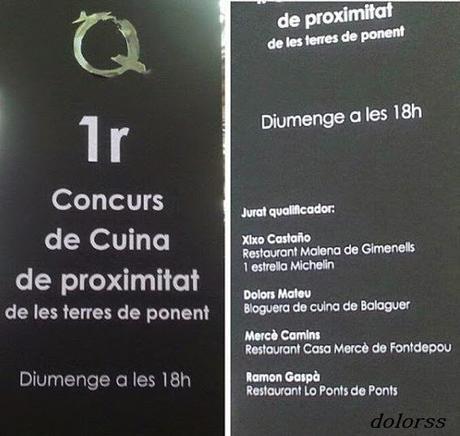 Q
1r
Concurs
de Cuina
de proximitat
de les terres de ponent
Diumenge a les 18h
de proximitat
de les terres de ponent
Diumenge a les 18h
Jurat qualificador:
Xixo Castaño
Restaurant Malena de Gimenells
1 estrella Michelin
Dolors Mateu
Bloguera de cuina de Balaguer
Mercè Camins
Restaurant Casa Mercè de Fontdepou
Ramon Gaspà
Restaurant Lo Ponts de Ponts
dolorss